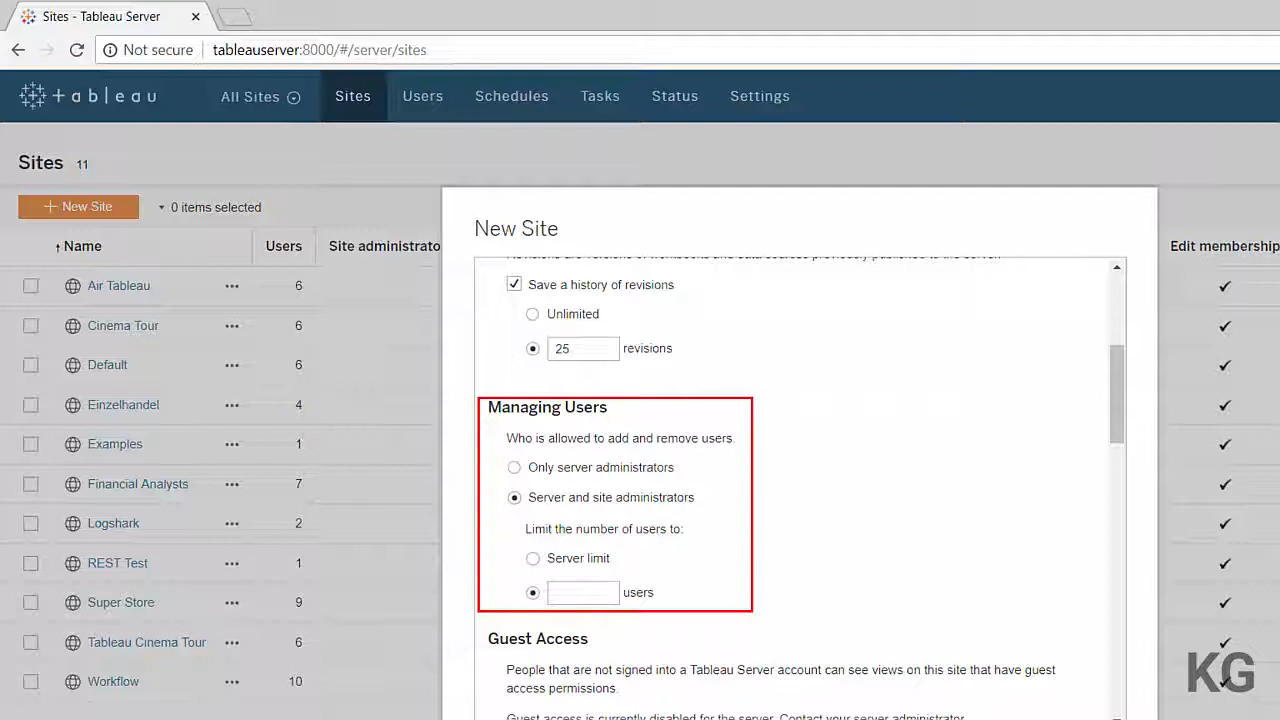 Sites - Tableau Server
Not secure tableauserver:8000/#/server/sites
+ableau All Sites Sites Users Schedules Tasks Status Settings
Sites 11
New Site 0 items selected
Name Users Site administrato Edit membership
New Site
Revisions are versions of workbooks and data sources previously published to the server.
Save a history of revisions
Unlimited
25 revisions
Managing Users
Who is allowed to add and remove users.
Only server administrators
Server and site administrators
Limit the number of users to:
Server limit
users
Guest Access
People that are not signed into a Tableau Server account can see views on this site that have guest
access permissions.
Guest access is currently disabled for the server. Contact your server administrator
Air Tableau ••• 6
Cinema Tour ••• 6
Default ••• 6
Einzelhandel ••• 4
Examples ••• 1
Financial Analysts ••• 7
Logshark ••• 2
REST Test ••• 1
Super Store ••• 9
Tableau Cinema Tour ••• 6
Workflow ••• 10
KG